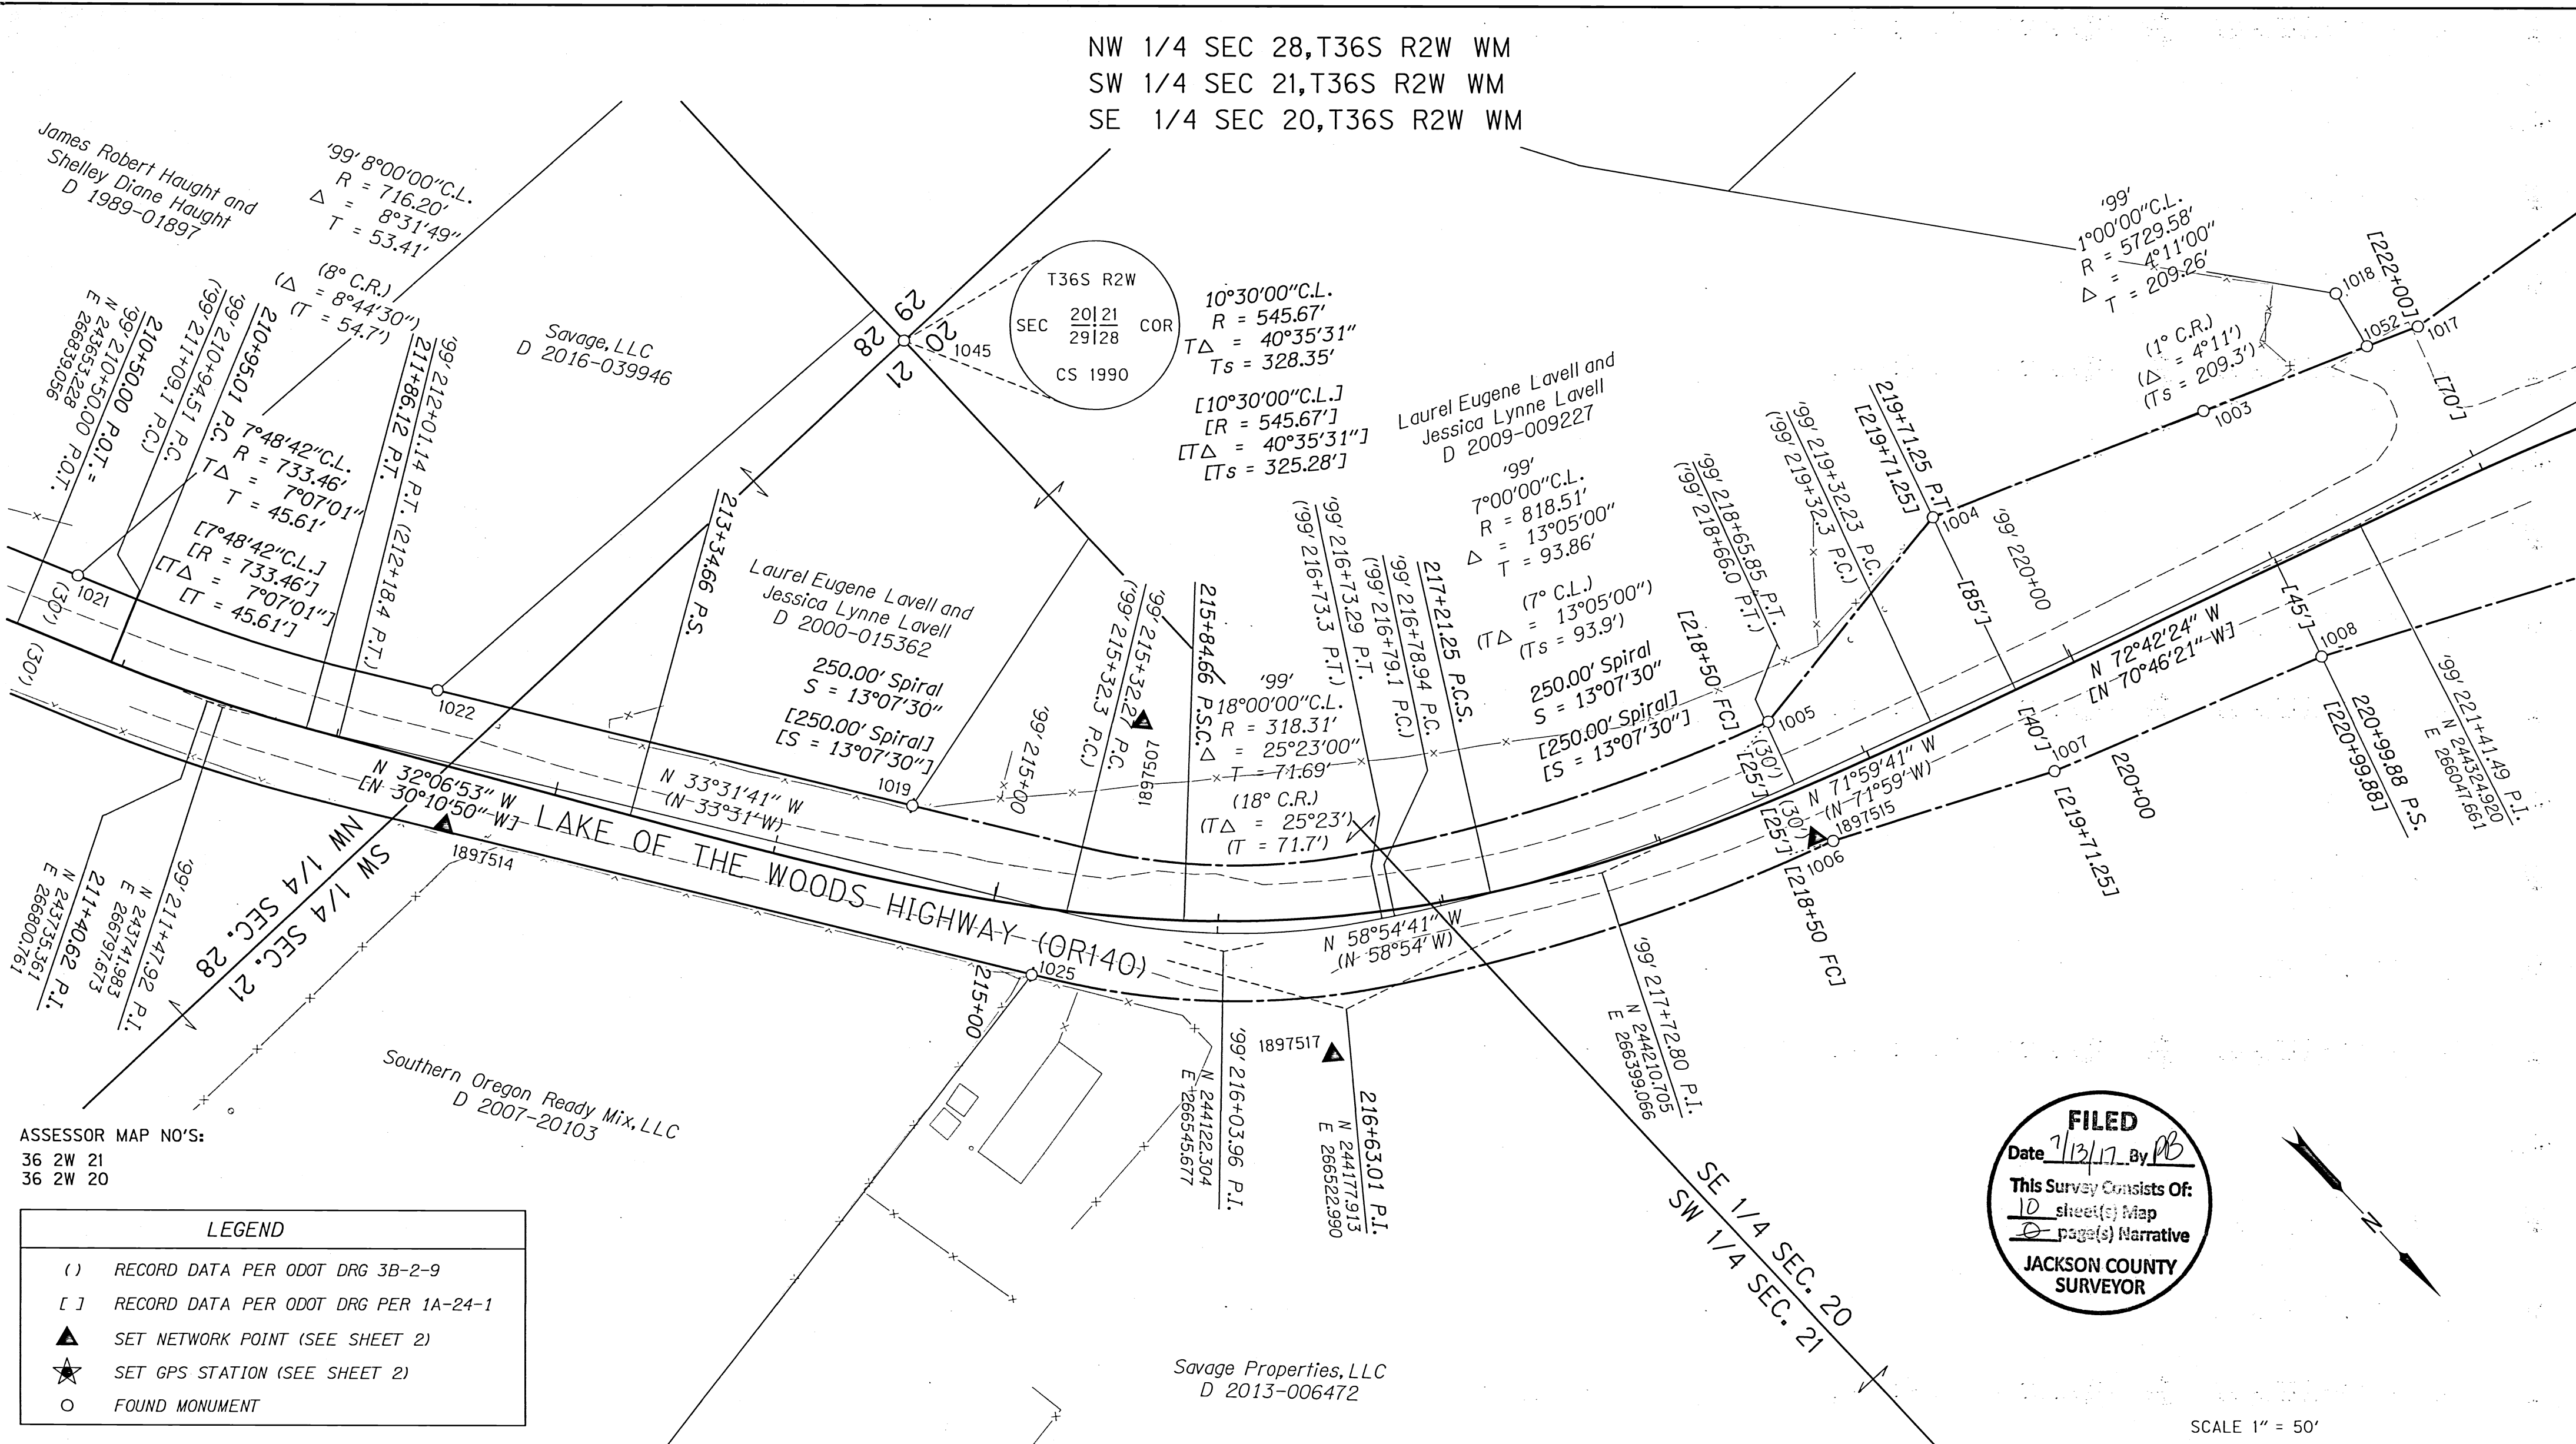 NW 1/4 SEC 28,T36S R2W WM
SW 1/4 SEC 21,T36S R2W WM
SE 1/4 SEC 20,T36S R2W WM
James Robert Haught and
Shelley Diane Haught
D 1989-01897
'99' 8°00'00"C.L.
R = 716.20'
Δ = 8°31'49"
T = 53.41'
(8° C.R.)
(Δ = 8°44'30")
(T = 54.7')
210+50.00 P.O.T. =
'99' 210+50.00 P.O.T.
N 243653.228
E 266839.056
('99' 211+09.1 P.C.)
'99' 210+94.51 P.C.
210+95.01 P.C.
7°48'42"C.L.
R = 733.46'
TΔ = 7°07'01"
T = 45.61'
[7°48'42"C.L.]
[R = 733.46']
[TΔ = 7°07'01"]
[T = 45.61']
211+86.12 P.T.
'99' 212+01.14 P.T. (212+18.4 P.T.)
Savage, LLC
D 2016-039946
29
28
20
21
1045
T36S R2W
SEC 20 21 COR
29 28
CS 1990
10°30'00"C.L.
R = 545.67'
TΔ = 40°35'31"
Ts = 328.35'
[10°30'00"C.L.]
[R = 545.67']
[TΔ = 40°35'31"]
[Ts = 325.28']
Laurel Eugene Lavell and
Jessica Lynne Lavell
D 2009-009227
'99'
7°00'00"C.L.
R = 818.51'
Δ = 13°05'00"
T = 93.86'
(7° C.L.)
(TΔ = 13°05'00")
(Ts = 93.9')
250.00' Spiral
S = 13°07'30"
[250.00' Spiral]
[S = 13°07'30"]
'99'
1°00'00"C.L.
R = 5729.58'
Δ = 4°11'00"
T = 209.26'
(1° C.R.)
(Δ = 4°11')
(Ts = 209.3')
[222+00]
1018
1052
1017
[70']
1003
1004
219+71.25 P.T.
[219+71.25]
'99' 219+32.23 P.C.
('99' 219+32.3 P.C.)
'99' 218+65.85 P.T.
('99' 218+66.0 P.T.)
'99' 220+00
[85']
[218+50 FC]
1005
(30')
[25']
213+34.66 P.S.
Laurel Eugene Lavell and
Jessica Lynne Lavell
D 2000-015362
250.00' Spiral
S = 13°07'30"
[250.00' Spiral]
[S = 13°07'30"]
'99' 215+00
'99' 215+32.27 P.C.
('99' 215+32.3 P.C.)
1897507
215+84.66 P.S.C.
'99'
18°00'00"C.L.
R = 318.31'
Δ = 25°23'00"
T = 71.69'
(18° C.R.)
(TΔ = 25°23')
(T = 71.7')
'99' 216+73.29 P.T.
('99' 216+73.3 P.T.)
'99' 216+78.94 P.C.
('99' 216+79.1 P.C.)
217+21.25 P.C.S.
1021
(30')
(30')
1022
1019
N 32°06'53" W
[N 30°10'50" W]
N 33°31'41" W
(N 33°31' W)
LAKE OF THE WOODS HIGHWAY (OR140)
N 58°54'41" W
(N 58°54' W)
N 71°59'41" W
(N 71°59' W)
N 72°42'24" W
[N 70°46'21" W]
[45']
1008
[40']
1007
220+00
[219+71.25]
220+99.88 P.S.
[220+99.88]
'99' 221+41.49 P.I.
N 244324.920
E 266047.661
(30')
[25']
1897515
1006
[218+50 FC]
'99' 217+72.80 P.I.
N 244210.705
E 266399.066
1897514
NW 1/4 SEC. 28
SW 1/4 SEC. 21
'99' 211+47.92 P.I.
N 243741.983
E 266797.673
211+40.62 P.I.
N 243735.361
E 266800.761
1025
215+00
'99' 216+03.96 P.I.
N 244122.304
E 266545.677
1897517
216+63.01 P.I.
N 244177.913
E 266522.990
Southern Oregon Ready Mix, LLC
D 2007-20103
Savage Properties, LLC
D 2013-006472
SE 1/4 SEC. 20
SW 1/4 SEC. 21
ASSESSOR MAP NO'S:
36 2W 21
36 2W 20
LEGEND
( ) RECORD DATA PER ODOT DRG 3B-2-9
[ ] RECORD DATA PER ODOT DRG PER 1A-24-1
SET NETWORK POINT (SEE SHEET 2)
SET GPS STATION (SEE SHEET 2)
FOUND MONUMENT
FILED
Date 7/13/17 By PB
This Survey Consists Of:
10 sheet(s) Map
0 page(s) Narrative
JACKSON COUNTY
SURVEYOR
N
SCALE 1" = 50'